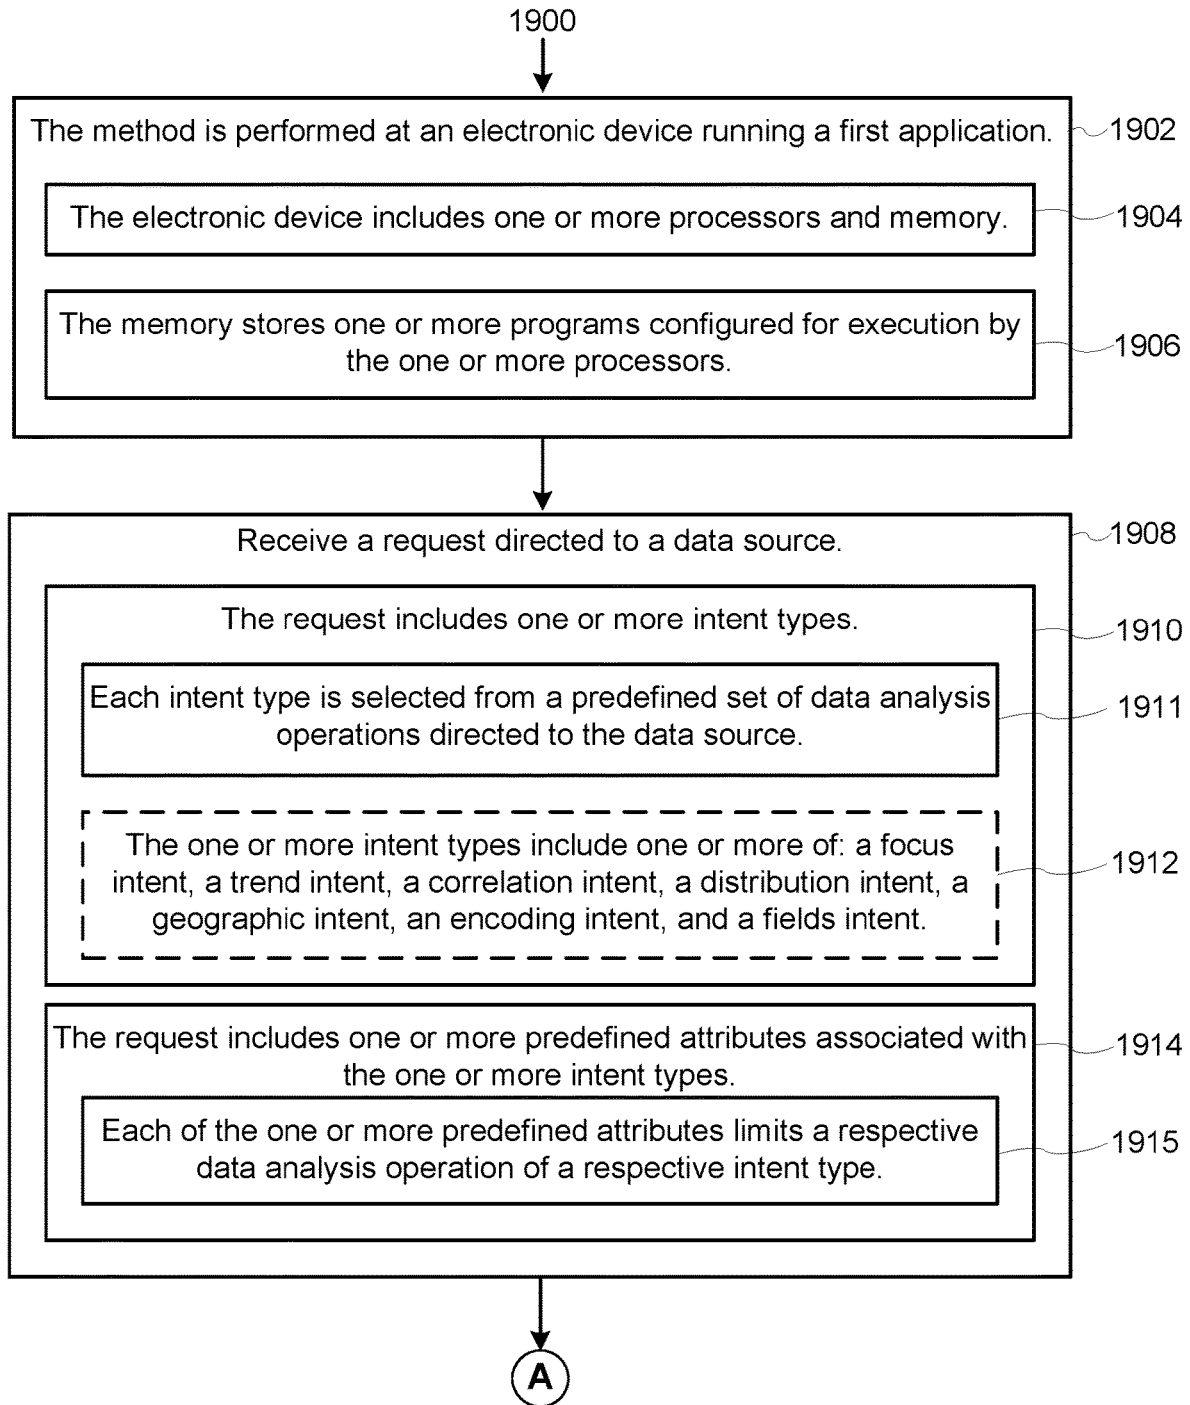 1900
The method is performed at an electronic device running a first application.
1902
The electronic device includes one or more processors and memory.
1904
The memory stores one or more programs configured for execution by
the one or more processors.
1906
Receive a request directed to a data source.
1908
The request includes one or more intent types.
1910
Each intent type is selected from a predefined set of data analysis
operations directed to the data source.
1911
The one or more intent types include one or more of: a focus
intent, a trend intent, a correlation intent, a distribution intent, a
geographic intent, an encoding intent, and a fields intent.
1912
The request includes one or more predefined attributes associated with
the one or more intent types.
1914
Each of the one or more predefined attributes limits a respective
data analysis operation of a respective intent type.
1915
A